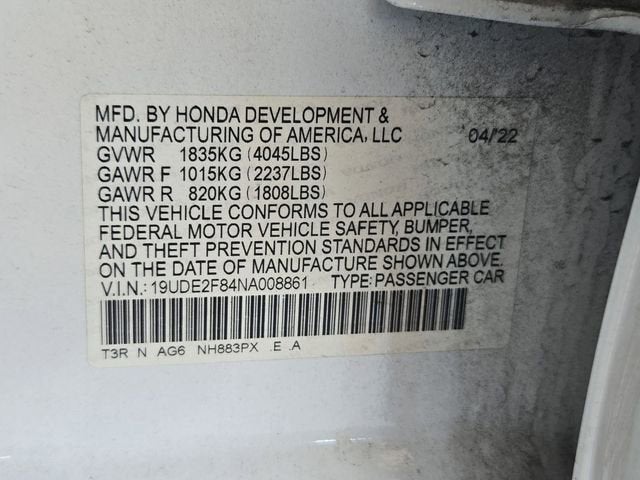 MFD. BY HONDA DEVELOPMENT &
MANUFACTURING OF AMERICA, LLC 04/22
GVWR 1835KG (4045LBS)
GAWR F 1015KG (2237LBS)
GAWR R 820KG (1808LBS)
THIS VEHICLE CONFORMS TO ALL APPLICABLE
FEDERAL MOTOR VEHICLE SAFETY, BUMPER,
AND THEFT PREVENTION STANDARDS IN EFFECT
ON THE DATE OF MANUFACTURE SHOWN ABOVE.
V.I.N.: 19UDE2F84NA008861 TYPE: PASSENGER CAR
T3R N AG6 NH883PX .E .A